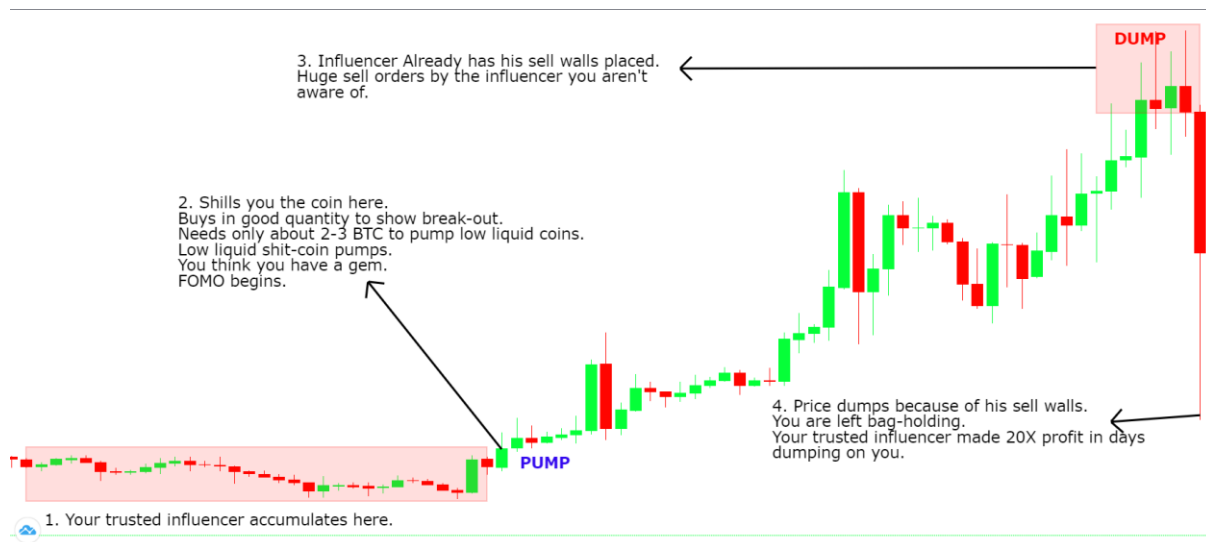 3. Influencer Already has his sell walls placed.
Huge sell orders by the influencer you aren't
aware of.
DUMP
2. Shills you the coin here.
Buys in good quantity to show break-out.
Needs only about 2-3 BTC to pump low liquid coins.
Low liquid shit-coin pumps.
You think you have a gem.
FOMO begins.
4. Price dumps because of his sell walls.
You are left bag-holding.
Your trusted influencer made 20X profit in days
dumping on you.
PUMP
1. Your trusted influencer accumulates here.